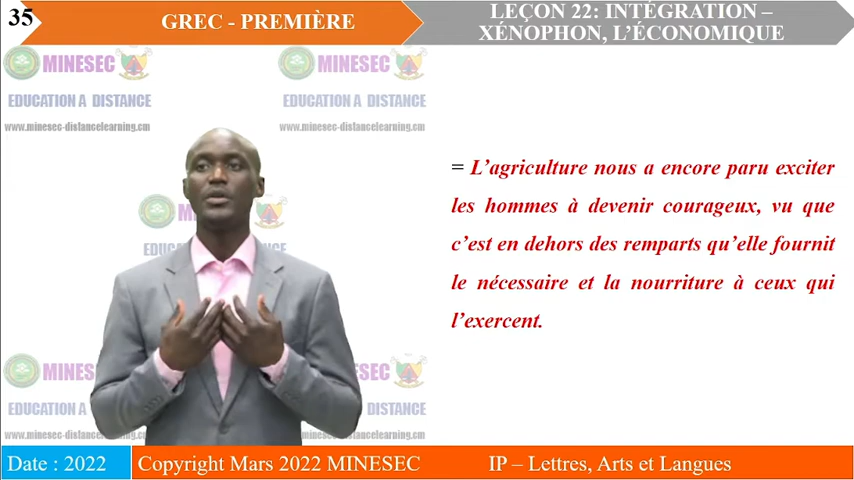 35
GREC - PREMIÈRE
LEÇON 22: INTÉGRATION –
XÉNOPHON, L’ÉCONOMIQUE
MINESEC
EDUCATION A DISTANCE
www.minesec-distancelearning.cm
MINESEC
EDUCATION A DISTANCE
www.minesec-distancelearning.cm
= L’agriculture nous a encore paru exciter
les hommes à devenir courageux, vu que
c’est en dehors des remparts qu’elle fournit
le nécessaire et la nourriture à ceux qui
l’exercent.
Date : 2022
Copyright Mars 2022 MINESEC
IP – Lettres, Arts et Langues